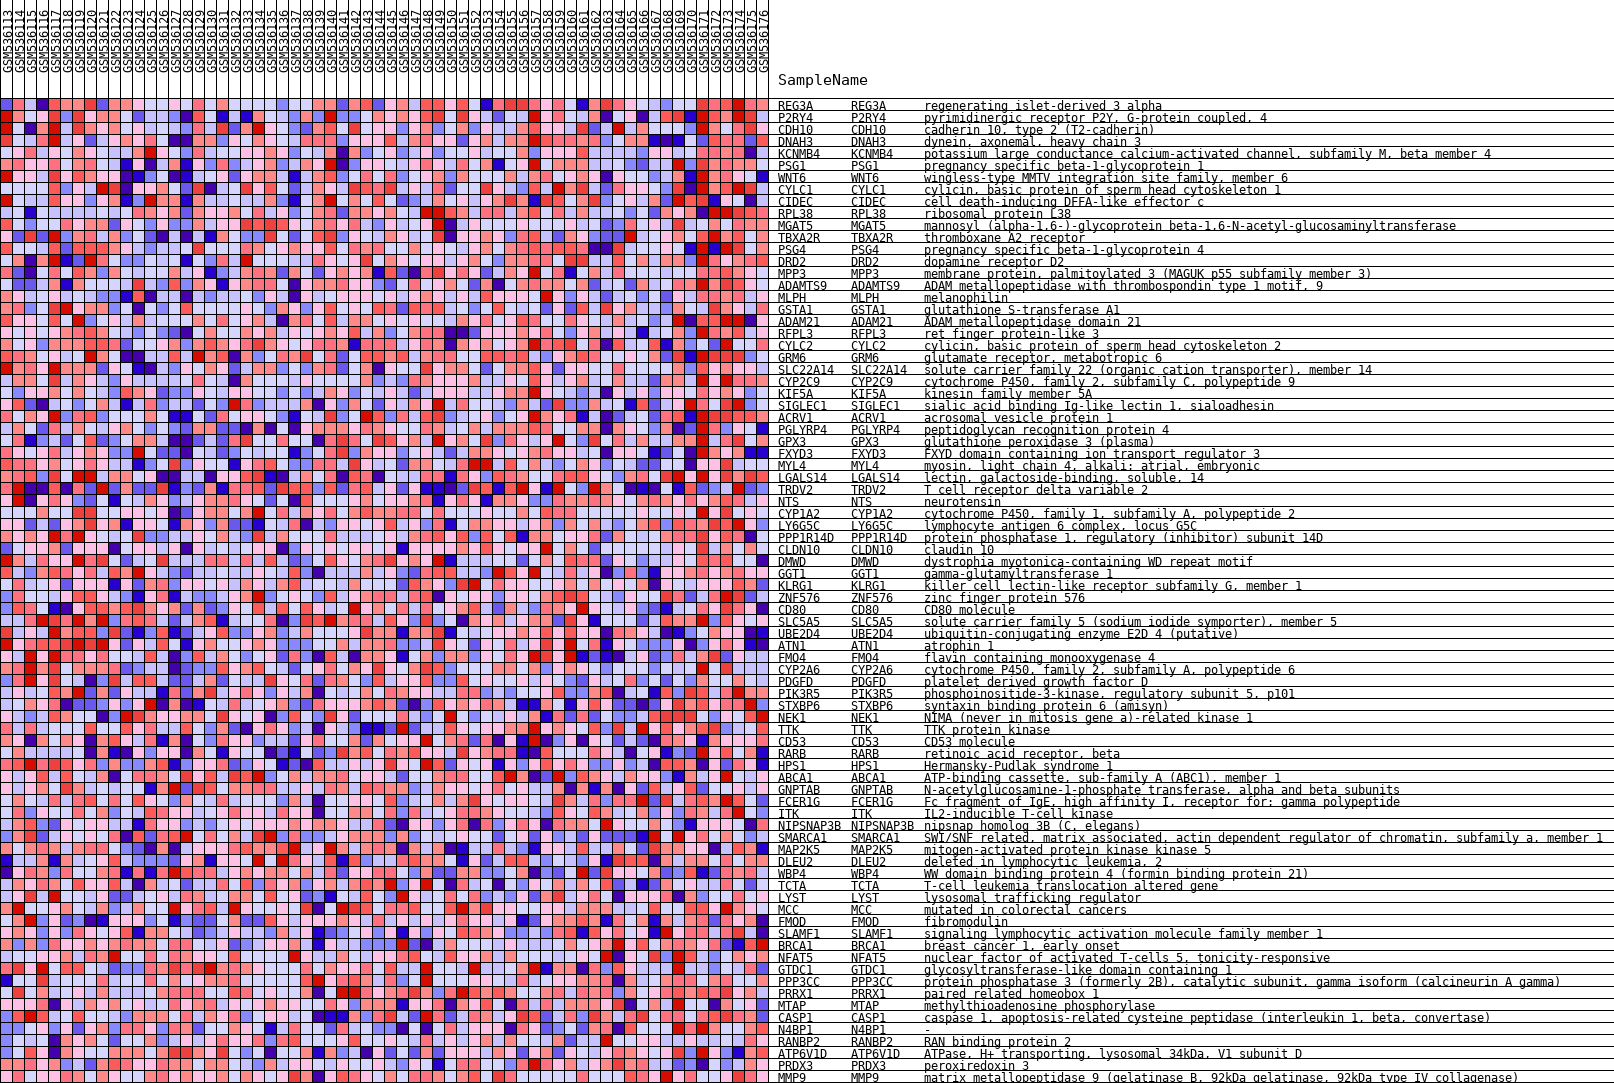 GSM536113 GSM536114 GSM536115 GSM536116 GSM536117 GSM536118 GSM536119 GSM536120 GSM536121 GSM536122 GSM536123 GSM536124 GSM536125 GSM536126 GSM536127 GSM536128 GSM536129 GSM536130 GSM536131 GSM536132 GSM536133 GSM536134 GSM536135 GSM536136 GSM536137 GSM536138 GSM536139 GSM536140 GSM536141 GSM536142 GSM536143 GSM536144 GSM536145 GSM536146 GSM536147 GSM536148 GSM536149 GSM536150 GSM536151 GSM536152 GSM536153 GSM536154 GSM536155 GSM536156 GSM536157 GSM536158 GSM536159 GSM536160 GSM536161 GSM536162 GSM536163 GSM536164 GSM536165 GSM536166 GSM536167 GSM536168 GSM536169 GSM536170 GSM536171 GSM536172 GSM536173 GSM536174 GSM536175 GSM536176
SampleName
REG3A REG3A regenerating islet-derived 3 alpha
P2RY4 P2RY4 pyrimidinergic receptor P2Y, G-protein coupled, 4
CDH10 CDH10 cadherin 10, type 2 (T2-cadherin)
DNAH3 DNAH3 dynein, axonemal, heavy chain 3
KCNMB4 KCNMB4 potassium large conductance calcium-activated channel, subfamily M, beta member 4
PSG1 PSG1 pregnancy specific beta-1-glycoprotein 1
WNT6 WNT6 wingless-type MMTV integration site family, member 6
CYLC1 CYLC1 cylicin, basic protein of sperm head cytoskeleton 1
CIDEC CIDEC cell death-inducing DFFA-like effector c
RPL38 RPL38 ribosomal protein L38
MGAT5 MGAT5 mannosyl (alpha-1,6-)-glycoprotein beta-1,6-N-acetyl-glucosaminyltransferase
TBXA2R TBXA2R thromboxane A2 receptor
PSG4 PSG4 pregnancy specific beta-1-glycoprotein 4
DRD2 DRD2 dopamine receptor D2
MPP3 MPP3 membrane protein, palmitoylated 3 (MAGUK p55 subfamily member 3)
ADAMTS9 ADAMTS9 ADAM metallopeptidase with thrombospondin type 1 motif, 9
MLPH MLPH melanophilin
GSTA1 GSTA1 glutathione S-transferase A1
ADAM21 ADAM21 ADAM metallopeptidase domain 21
RFPL3 RFPL3 ret finger protein-like 3
CYLC2 CYLC2 cylicin, basic protein of sperm head cytoskeleton 2
GRM6 GRM6 glutamate receptor, metabotropic 6
SLC22A14 SLC22A14 solute carrier family 22 (organic cation transporter), member 14
CYP2C9 CYP2C9 cytochrome P450, family 2, subfamily C, polypeptide 9
KIF5A KIF5A kinesin family member 5A
SIGLEC1 SIGLEC1 sialic acid binding Ig-like lectin 1, sialoadhesin
ACRV1 ACRV1 acrosomal vesicle protein 1
PGLYRP4 PGLYRP4 peptidoglycan recognition protein 4
GPX3 GPX3 glutathione peroxidase 3 (plasma)
FXYD3 FXYD3 FXYD domain containing ion transport regulator 3
MYL4 MYL4 myosin, light chain 4, alkali; atrial, embryonic
LGALS14 LGALS14 lectin, galactoside-binding, soluble, 14
TRDV2 TRDV2 T cell receptor delta variable 2
NTS NTS neurotensin
CYP1A2 CYP1A2 cytochrome P450, family 1, subfamily A, polypeptide 2
LY6G5C LY6G5C lymphocyte antigen 6 complex, locus G5C
PPP1R14D PPP1R14D protein phosphatase 1, regulatory (inhibitor) subunit 14D
CLDN10 CLDN10 claudin 10
DMWD DMWD dystrophia myotonica-containing WD repeat motif
GGT1 GGT1 gamma-glutamyltransferase 1
KLRG1 KLRG1 killer cell lectin-like receptor subfamily G, member 1
ZNF576 ZNF576 zinc finger protein 576
CD80 CD80 CD80 molecule
SLC5A5 SLC5A5 solute carrier family 5 (sodium iodide symporter), member 5
UBE2D4 UBE2D4 ubiquitin-conjugating enzyme E2D 4 (putative)
ATN1 ATN1 atrophin 1
FMO4 FMO4 flavin containing monooxygenase 4
CYP2A6 CYP2A6 cytochrome P450, family 2, subfamily A, polypeptide 6
PDGFD PDGFD platelet derived growth factor D
PIK3R5 PIK3R5 phosphoinositide-3-kinase, regulatory subunit 5, p101
STXBP6 STXBP6 syntaxin binding protein 6 (amisyn)
NEK1 NEK1 NIMA (never in mitosis gene a)-related kinase 1
TTK TTK TTK protein kinase
CD53 CD53 CD53 molecule
RARB RARB retinoic acid receptor, beta
HPS1 HPS1 Hermansky-Pudlak syndrome 1
ABCA1 ABCA1 ATP-binding cassette, sub-family A (ABC1), member 1
GNPTAB GNPTAB N-acetylglucosamine-1-phosphate transferase, alpha and beta subunits
FCER1G FCER1G Fc fragment of IgE, high affinity I, receptor for; gamma polypeptide
ITK ITK IL2-inducible T-cell kinase
NIPSNAP3B NIPSNAP3B nipsnap homolog 3B (C. elegans)
SMARCA1 SMARCA1 SWI/SNF related, matrix associated, actin dependent regulator of chromatin, subfamily a, member 1
MAP2K5 MAP2K5 mitogen-activated protein kinase kinase 5
DLEU2 DLEU2 deleted in lymphocytic leukemia, 2
WBP4 WBP4 WW domain binding protein 4 (formin binding protein 21)
TCTA TCTA T-cell leukemia translocation altered gene
LYST LYST lysosomal trafficking regulator
MCC MCC mutated in colorectal cancers
FMOD FMOD fibromodulin
SLAMF1 SLAMF1 signaling lymphocytic activation molecule family member 1
BRCA1 BRCA1 breast cancer 1, early onset
NFAT5 NFAT5 nuclear factor of activated T-cells 5, tonicity-responsive
GTDC1 GTDC1 glycosyltransferase-like domain containing 1
PPP3CC PPP3CC protein phosphatase 3 (formerly 2B), catalytic subunit, gamma isoform (calcineurin A gamma)
PRRX1 PRRX1 paired related homeobox 1
MTAP MTAP methylthioadenosine phosphorylase
CASP1 CASP1 caspase 1, apoptosis-related cysteine peptidase (interleukin 1, beta, convertase)
N4BP1 N4BP1 -
RANBP2 RANBP2 RAN binding protein 2
ATP6V1D ATP6V1D ATPase, H+ transporting, lysosomal 34kDa, V1 subunit D
PRDX3 PRDX3 peroxiredoxin 3
MMP9 MMP9 matrix metallopeptidase 9 (gelatinase B, 92kDa gelatinase, 92kDa type IV collagenase)